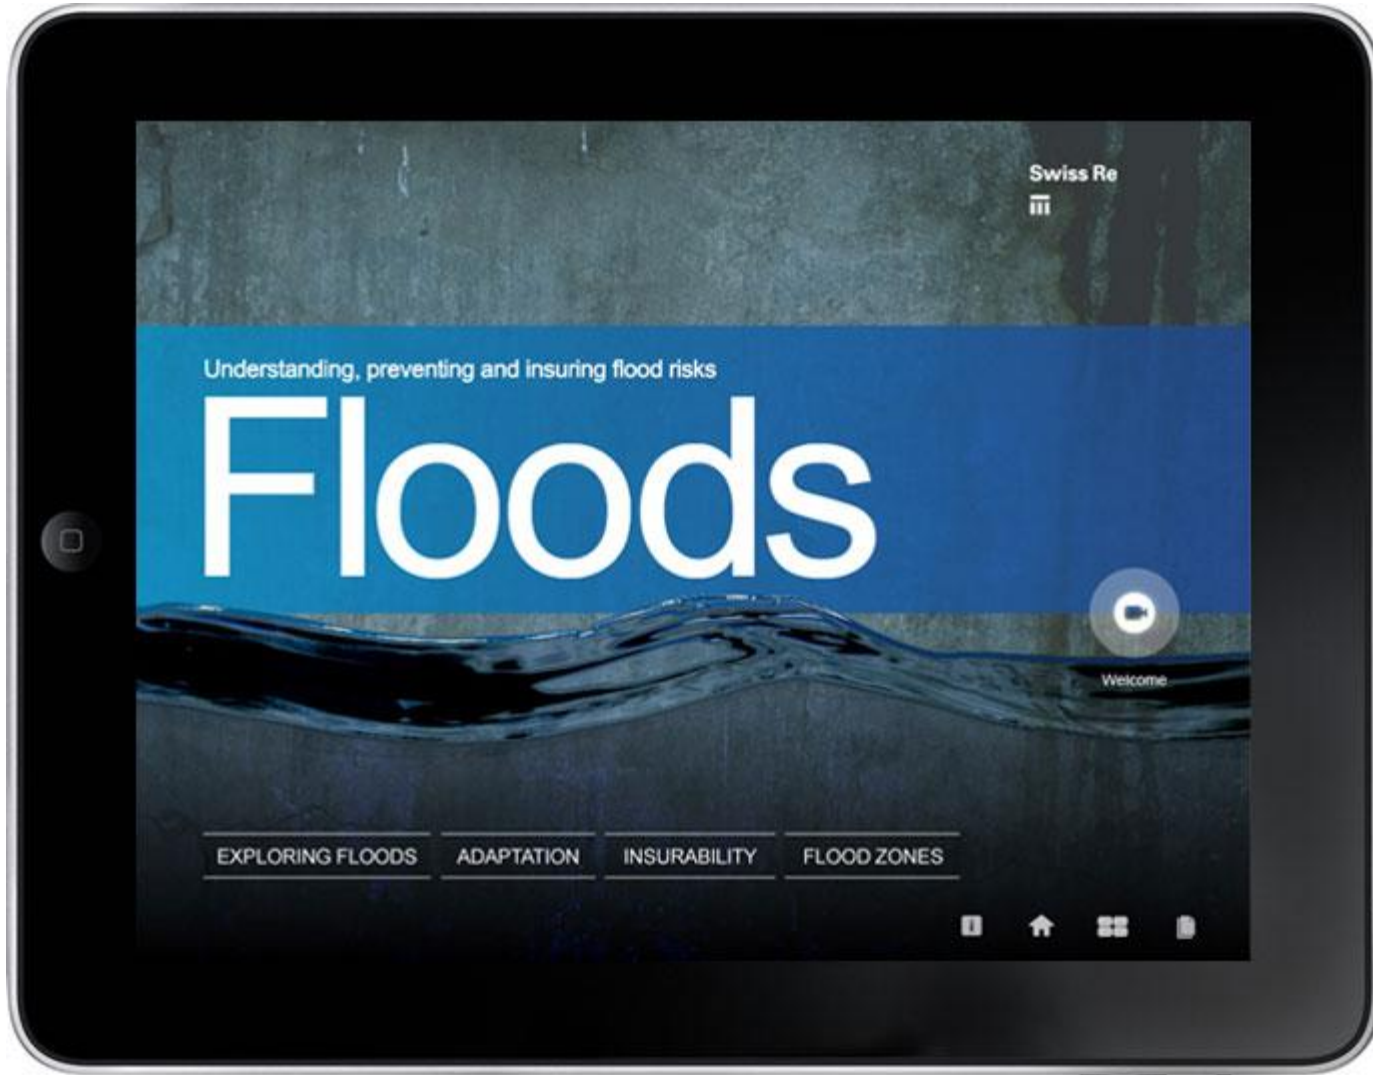 Swiss Re
Understanding, preventing and insuring flood risks
Floods
Welcome
EXPLORING FLOODS ADAPTATION INSURABILITY FLOOD ZONES